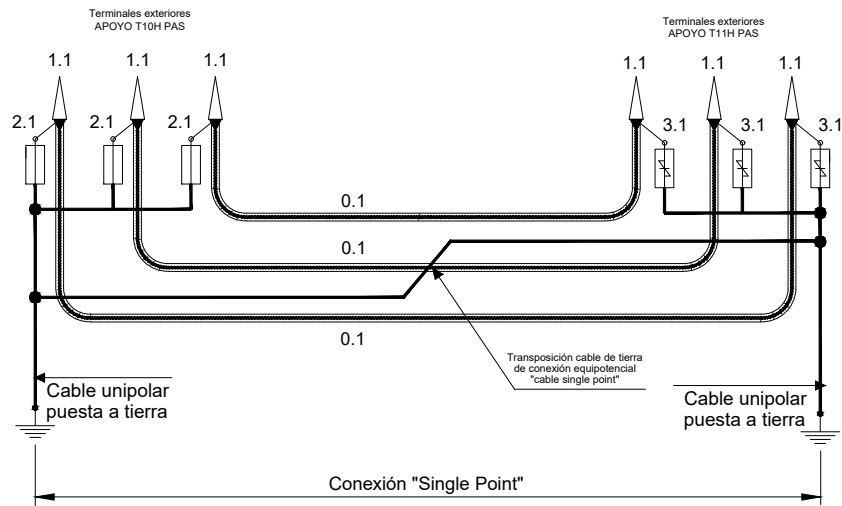 Terminales exteriores
APOYO T10H PAS
Terminales exteriores
APOYO T11H PAS
1.1
1.1
1.1
1.1
1.1
1.1
2.1
2.1
2.1
3.1
3.1
3.1
0.1
0.1
0.1
Transposición cable de tierra
de conexión equipotencial
"cable single point"
Cable unipolar
puesta a tierra
Cable unipolar
puesta a tierra
Conexión "Single Point"